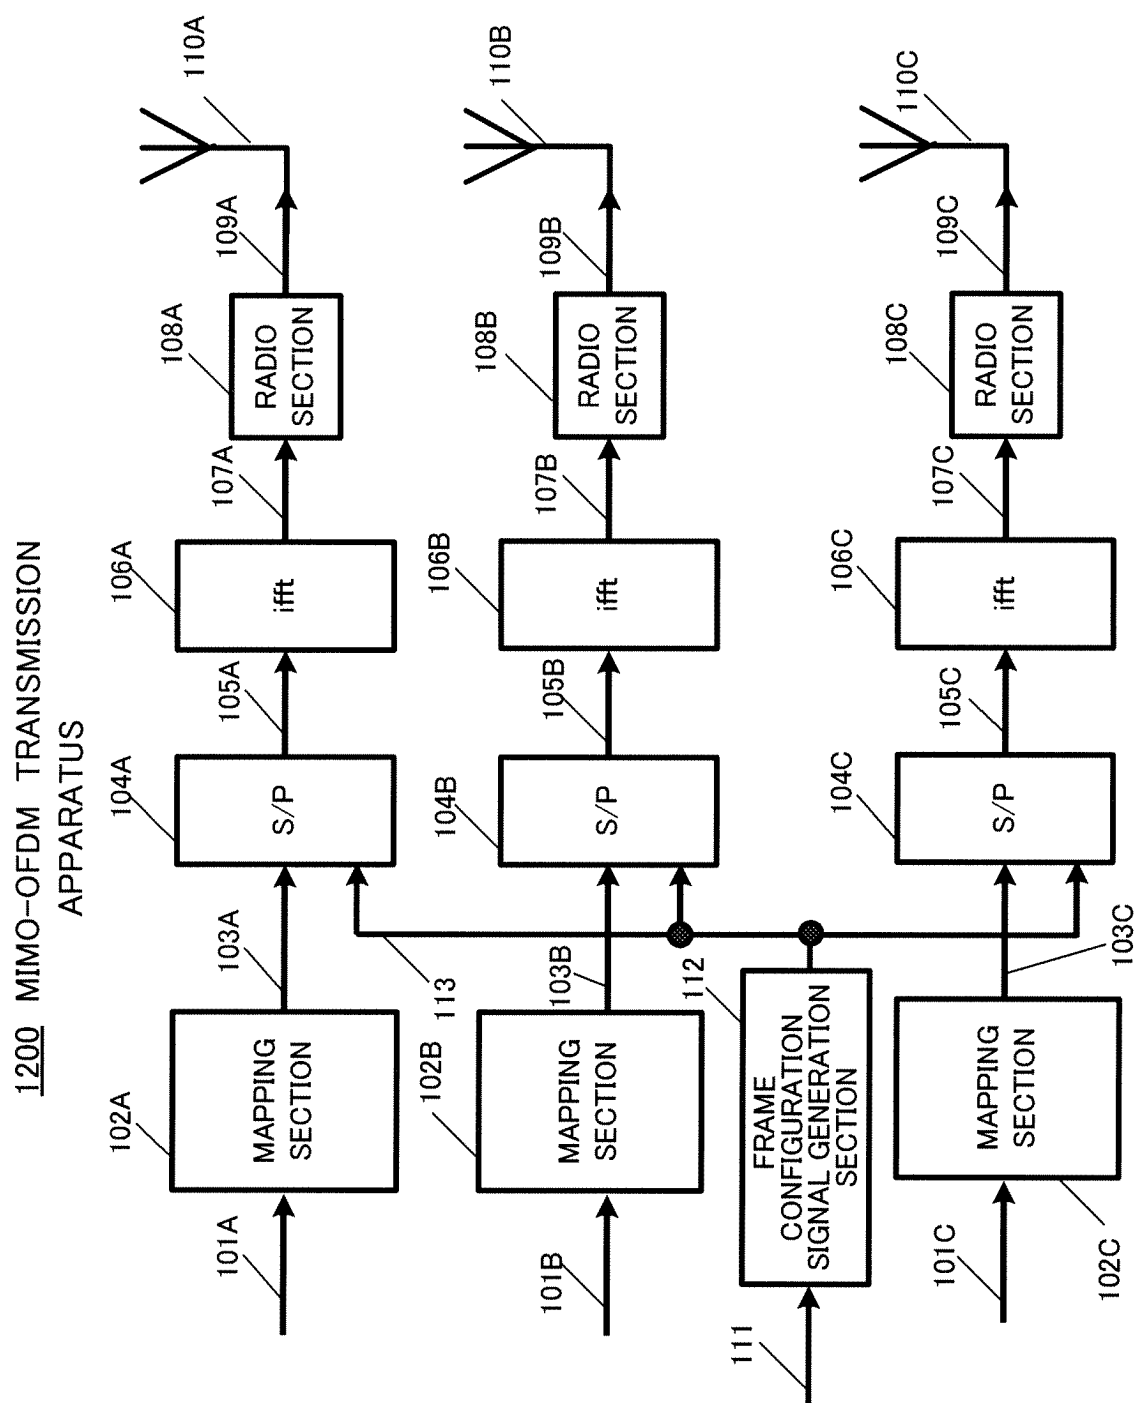 1200 MIMO-OFDM TRANSMISSION
APPARATUS
101A
102A
MAPPING
SECTION
103A
104A
S/P
105A
106A
ifft
107A
108A
RADIO
SECTION
109A
110A
113
101B
102B
MAPPING
SECTION
103B
104B
S/P
105B
106B
ifft
107B
108B
RADIO
SECTION
109B
110B
111
112
FRAME
CONFIGURATION
SIGNAL GENERATION
SECTION
101C
102C
MAPPING
SECTION
103C
104C
S/P
105C
106C
ifft
107C
108C
RADIO
SECTION
109C
110C